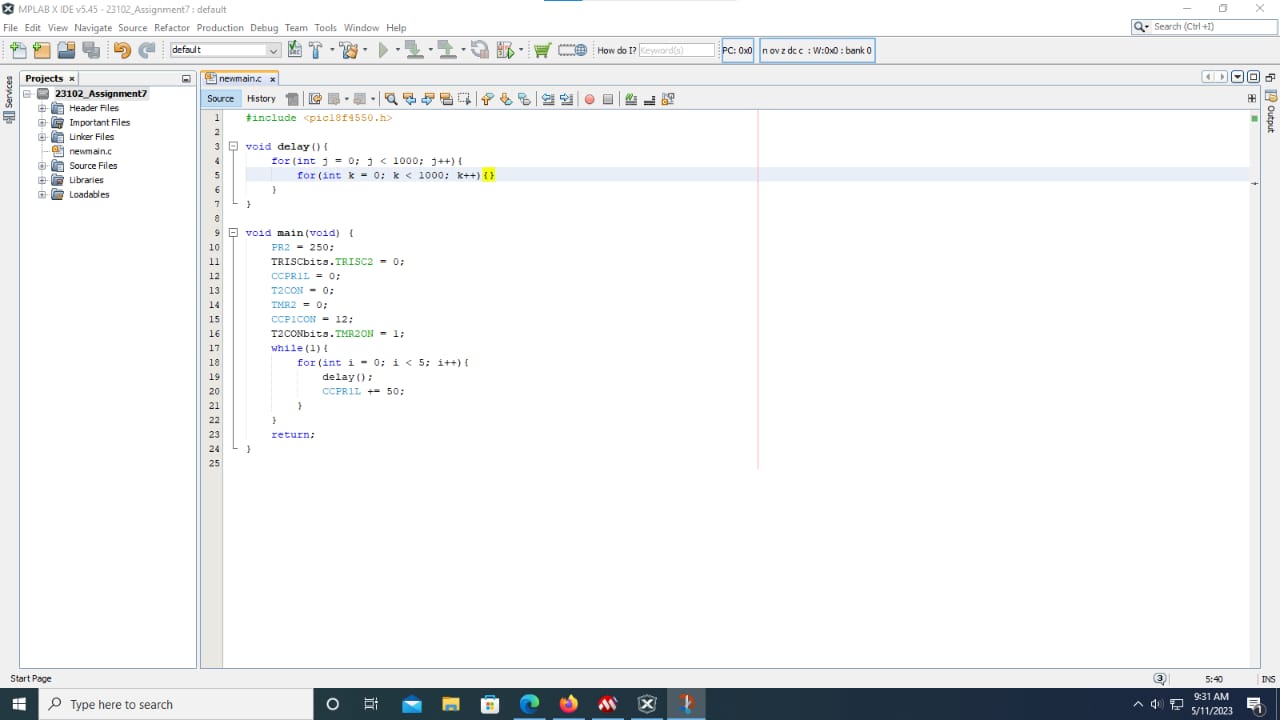 MPLAB X IDE v5.45 - 23102_Assignment7 : default
File Edit View Navigate Source Refactor Production Debug Team Tools Window Help
Search (Ctrl+I)
default
How do I? Keyword(s)
PC: 0x0
n ov z dc c : W:0x0 : bank 0
Services
Projects
newmain.c
Source History
Output
23102_Assignment7
Header Files
Important Files
Linker Files
newmain.c
Source Files
Libraries
Loadables
1 #include <pic18f4550.h>
2
3 void delay(){
4 for(int j = 0; j < 1000; j++){
5 for(int k = 0; k < 1000; k++){}
6 }
7 }
8
9 void main(void) {
10 PR2 = 250;
11 TRISCbits.TRISC2 = 0;
12 CCPR1L = 0;
13 T2CON = 0;
14 TMR2 = 0;
15 CCP1CON = 12;
16 T2CONbits.TMR2ON = 1;
17 while(1){
18 for(int i = 0; i < 5; i++){
19 delay();
20 CCPR1L += 50;
21 }
22 }
23 return;
24 }
25
Start Page
3
5:40
INS
Type here to search
9:31 AM
5/11/2023
1